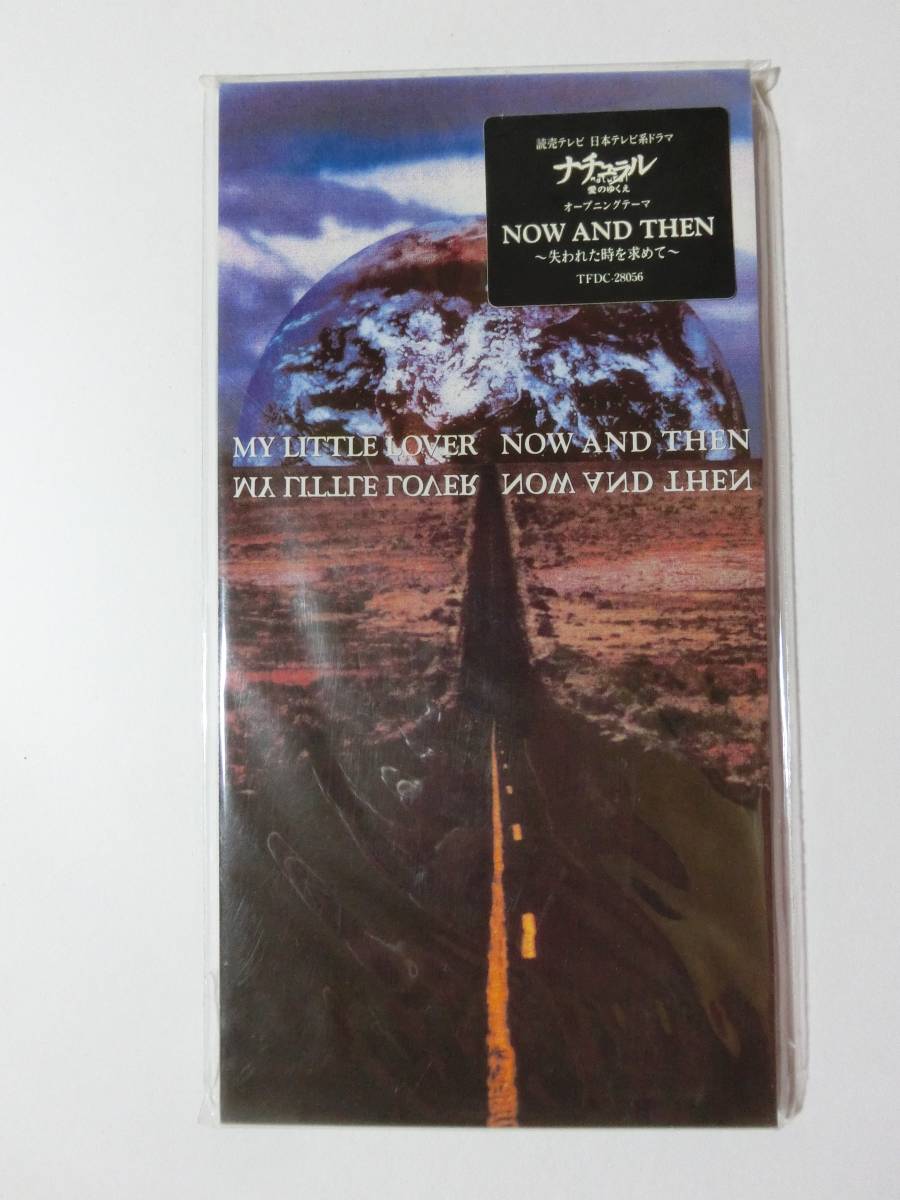 読売テレビ 日本テレビ系ドラマ
ナチュラル
愛のゆくえ
オープニングテーマ
NOW AND THEN
～失われた時を求めて～
TFDC-28056
MY LITTLE LOVER NOW AND THEN
MY LITTLE LOVER NOW AND THEN